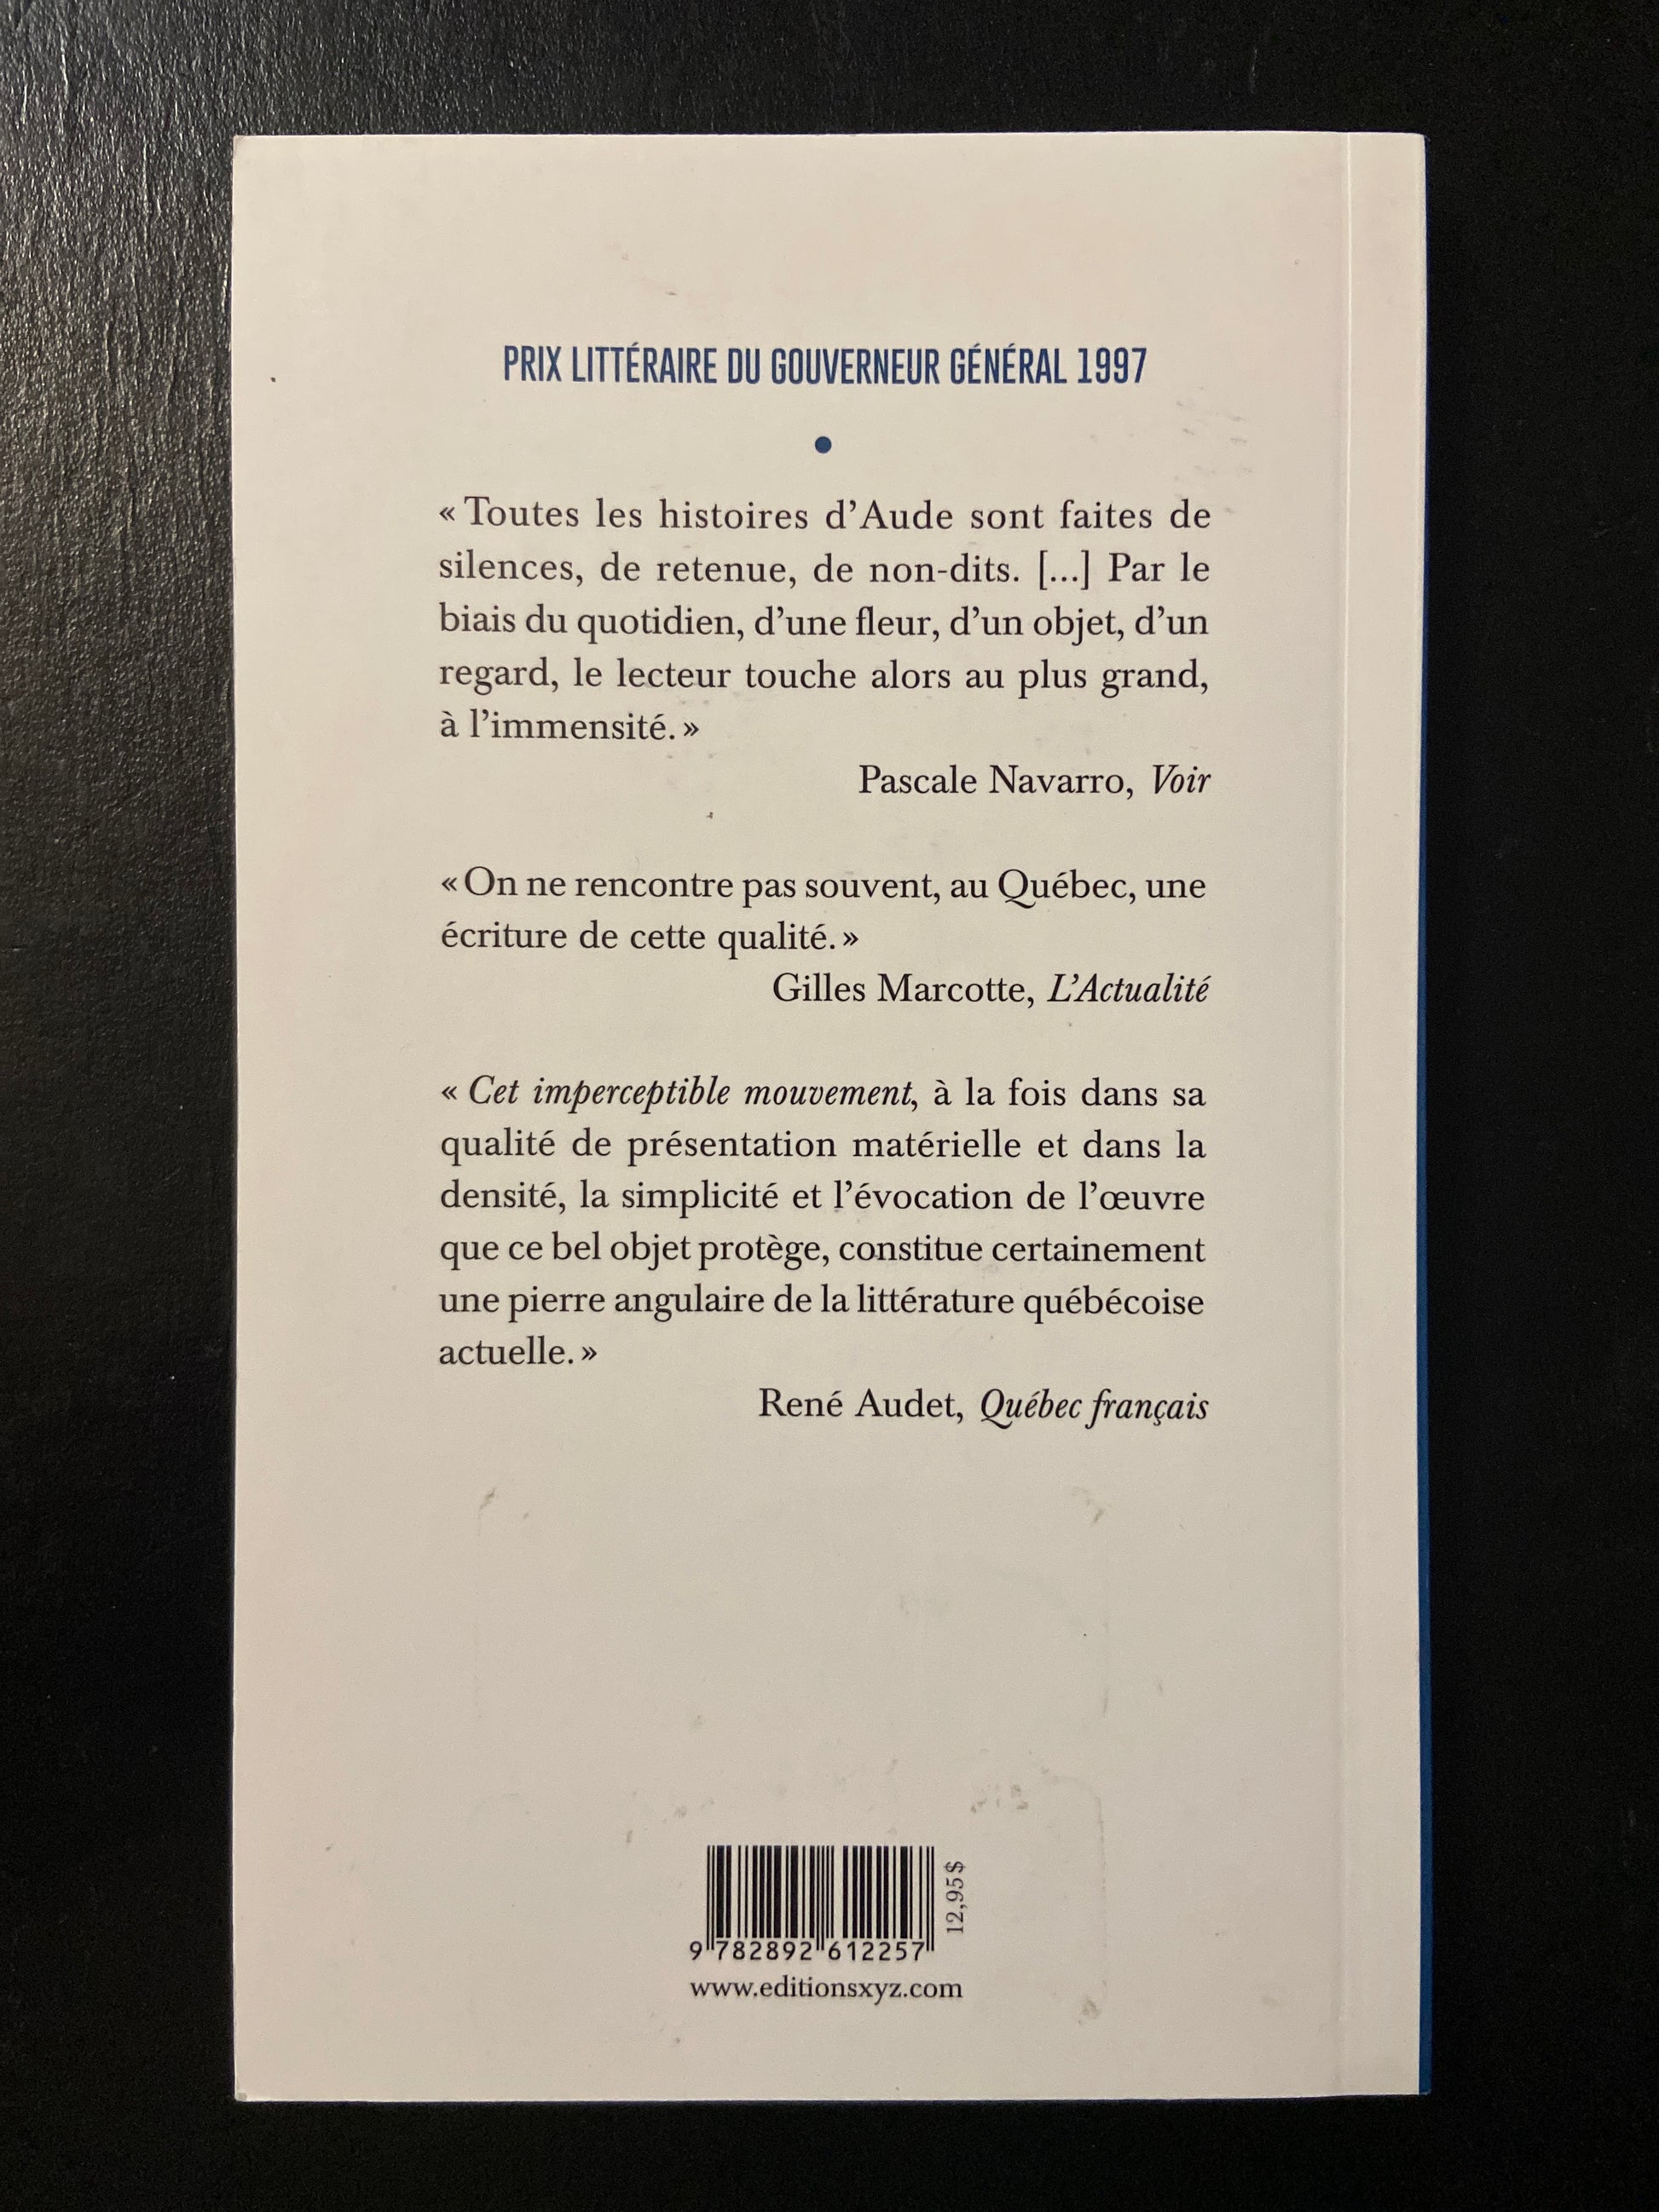 PRIX LITTÉRAIRE DU GOUVERNEUR GÉNÉRAL 1997
•
« Toutes les histoires d’Aude sont faites de
silences, de retenue, de non-dits. [...] Par le
biais du quotidien, d’une fleur, d’un objet, d’un
regard, le lecteur touche alors au plus grand,
à l’immensité. »
Pascale Navarro, Voir
« On ne rencontre pas souvent, au Québec, une
écriture de cette qualité. »
Gilles Marcotte, L’Actualité
« Cet imperceptible mouvement, à la fois dans sa
qualité de présentation matérielle et dans la
densité, la simplicité et l’évocation de l’œuvre
que ce bel objet protège, constitue certainement
une pierre angulaire de la littérature québécoise
actuelle. »
René Audet, Québec français
12,95 $
9 782892 612257
www.editionsxyz.com